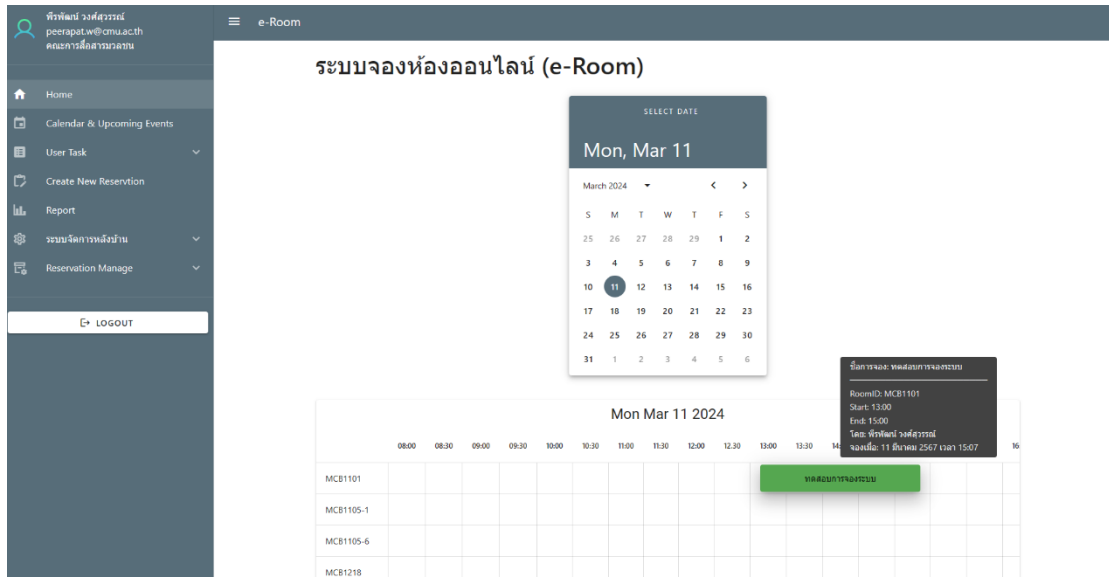 พีรพัฒน์ วงศ์สุวรรณ์
peerapat.w@cmu.ac.th
คณะการสื่อสารมวลชน
Home
Calendar & Upcoming Events
User Task
Create New Reservtion
Report
ระบบจัดการหลังบ้าน
Reservation Manage
LOGOUT
e-Room
ระบบจองห้องออนไลน์ (e-Room)
SELECT DATE
Mon, Mar 11
March 2024
S M T W T F S
25 26 27 28 29 1 2
3 4 5 6 7 8 9
10 11 12 13 14 15 16
17 18 19 20 21 22 23
24 25 26 27 28 29 30
31 1 2 3 4 5 6
ชื่อการจอง: ทดสอบการจองระบบ
RoomID: MCB1101
Start: 13:00
End: 15:00
โดย: พีรพัฒน์ วงศ์สุวรรณ์
จองเมื่อ: 11 มีนาคม 2567 เวลา 15:07
Mon Mar 11 2024
08:00 08:30 09:00 09:30 10:00 10:30 11:00 11:30 12:00 12.30 13:00 13:30 14 16
MCB1101 ทดสอบการจองระบบ
MCB1105-1
MCB1105-6
MCB1218